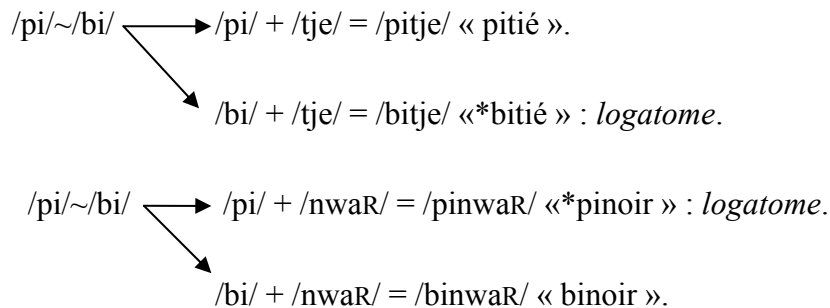 /pi/~/bi/ /pi/ + /tje/ = /pitje/ « pitié ».
/bi/ + /tje/ = /bitje/ «*bitié » : logatome.
/pi/~/bi/ /pi/ + /nwaR/ = /pinwaR/ «*pinoir » : logatome.
/bi/ + /nwaR/ = /binwaR/ « binoir ».